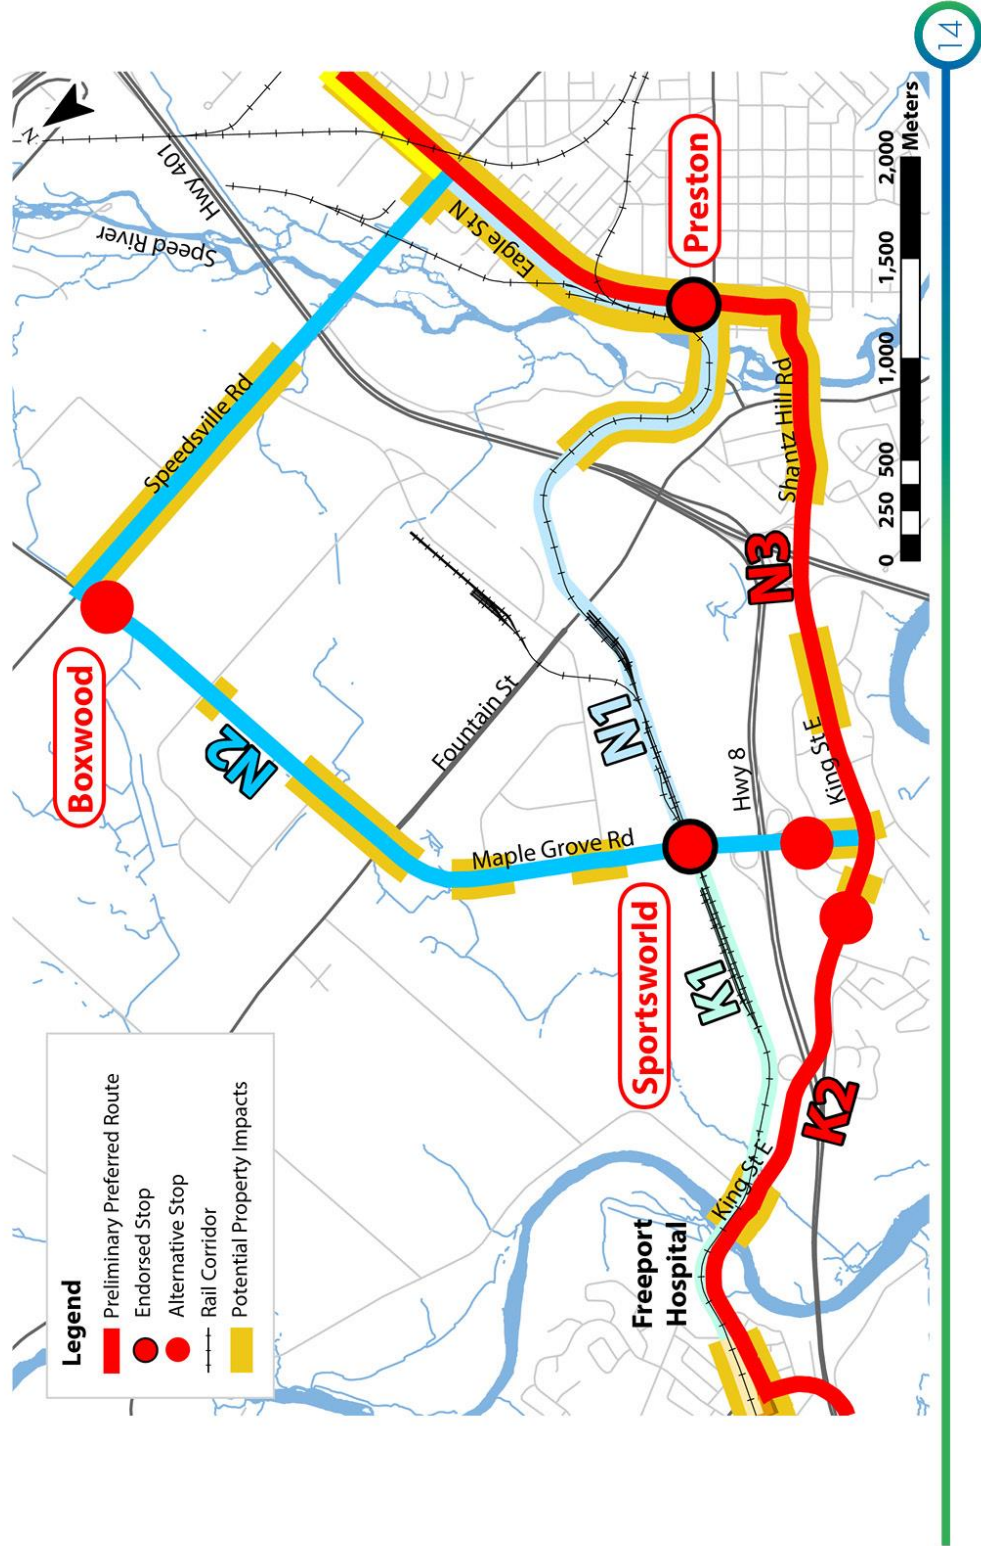 Legend
Preliminary Preferred Route
Endorsed Stop
Alternative Stop
Rail Corridor
Potential Property Impacts
Boxwood
N2
Speedsville Rd
Hwy 401
Speed River
N
Eagle St N
Fountain St
Maple Grove Rd
N1
Sportsworld
K1
Preston
Freeport
Hospital
King St E
K2
Hwy 8
King St E
N3
Shantz Hill Rd
0 250 500 1,000 1,500 2,000
Meters
14